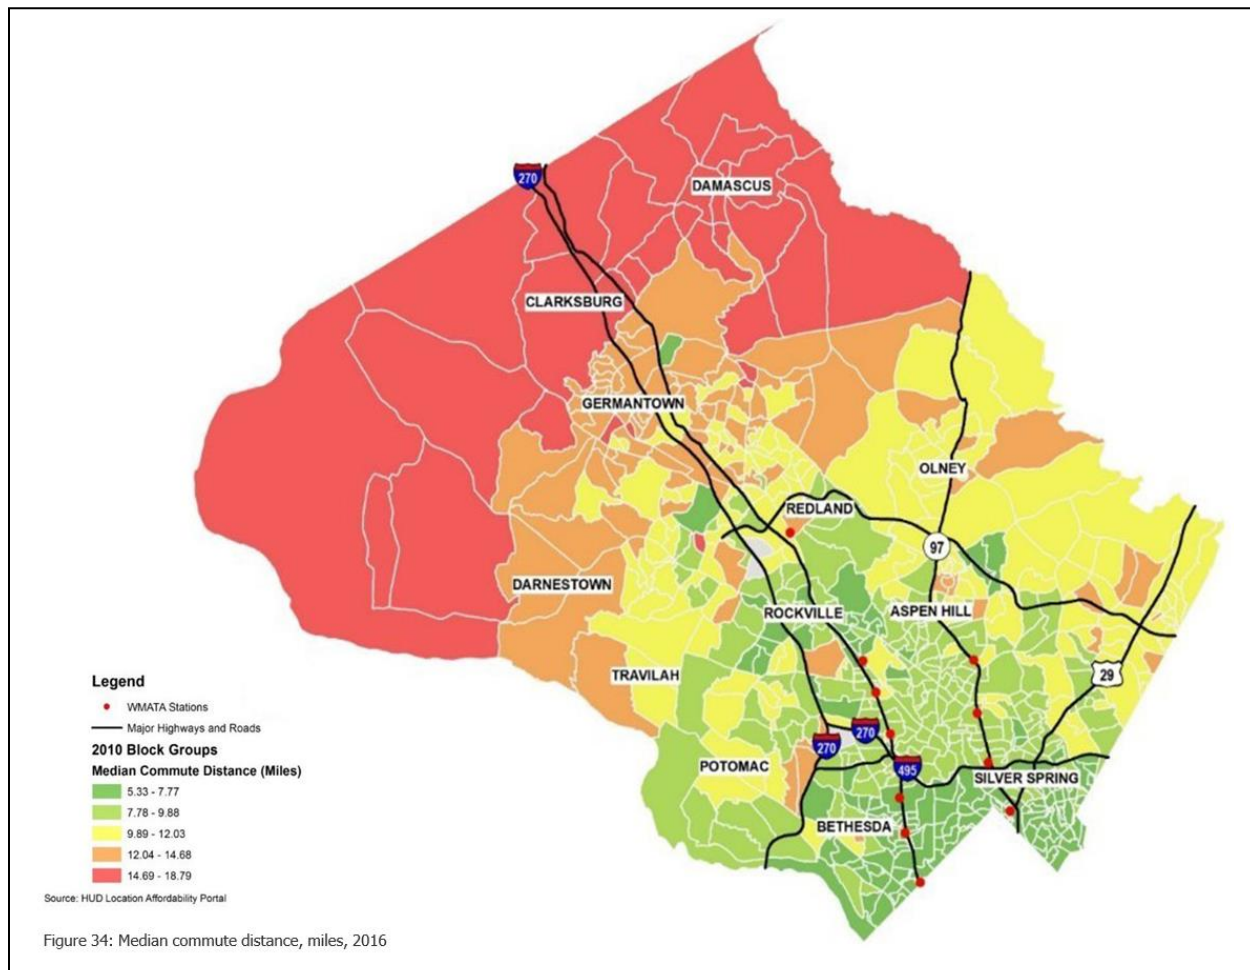 270
DAMASCUS
CLARKSBURG
GERMANTOWN
OLNEY
REDLAND
97
DARNESTOWN
ROCKVILLE
ASPEN HILL
TRAVILAH
29
270
270
POTOMAC
495
SILVER SPRING
BETHESDA
Legend
WMATA Stations
Major Highways and Roads
2010 Block Groups
Median Commute Distance (Miles)
5.33 - 7.77
7.78 - 9.88
9.89 - 12.03
12.04 - 14.68
14.69 - 18.79
Source: HUD Location Affordability Portal
Figure 34: Median commute distance, miles, 2016